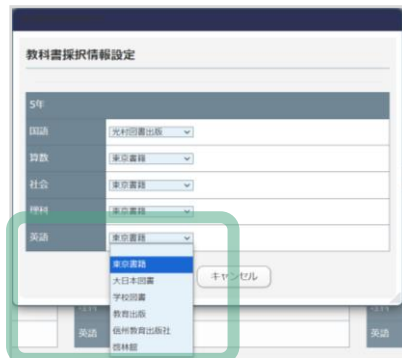 教科書採択情報設定
5年
国語 光村図書出版
算数 東京書籍
社会 東京書籍
理科 東京書籍
英語 東京書籍
東京書籍
大日本図書
学校図書
教育出版
信州教育出版社
啓林館
キャンセル
英語
英語